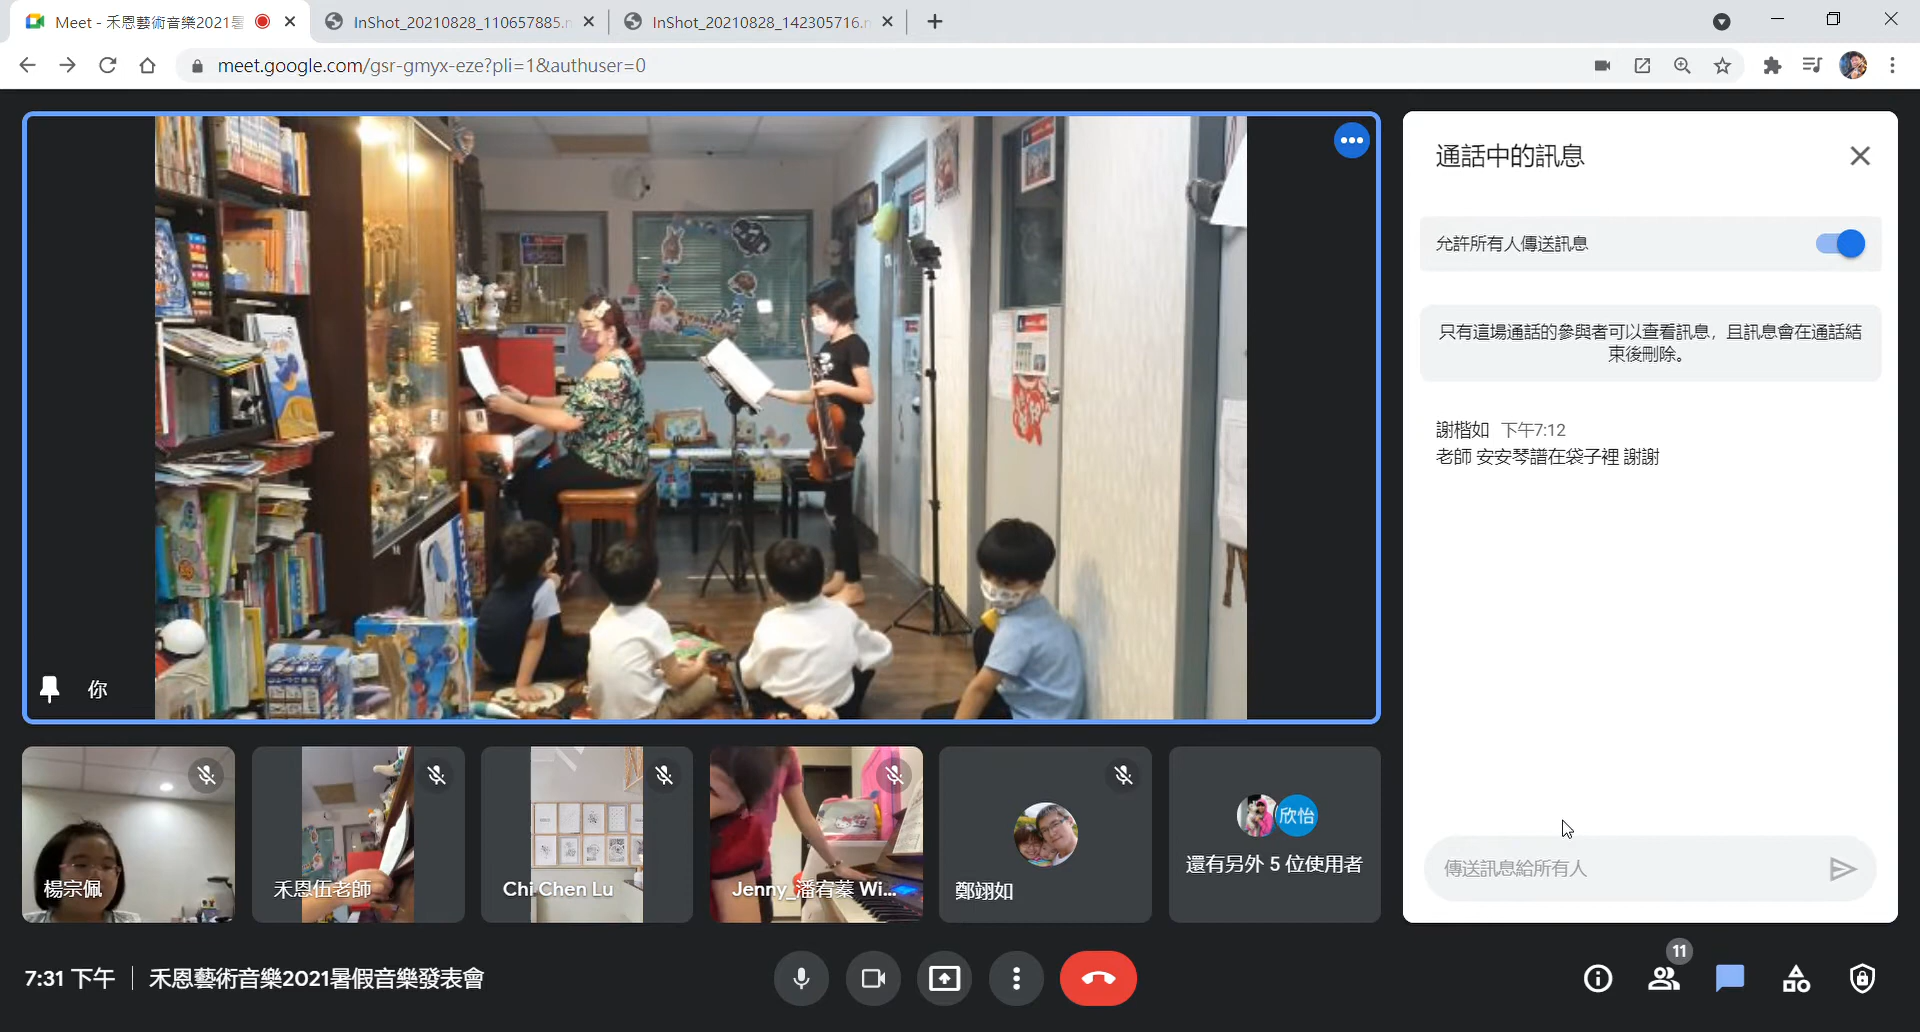 Meet - 禾恩藝術音樂2021暑
InShot_20210828_110657885.m
InShot_20210828_142305716.m
meet.google.com/gsr-gmyx-eze?pli=1&authuser=0
你
通話中的訊息
允許所有人傳送訊息
只有這場通話的參與者可以查看訊息，且訊息會在通話結
束後刪除。
謝楷如 下午7:12
老師 安安琴譜在袋子裡 謝謝
楊宗佩
禾恩伍老師
Chi Chen Lu
Jenny_潘宥蓁 Wi...
鄭翊如
欣怡
還有另外 5 位使用者
傳送訊息給所有人
7:31 下午
禾恩藝術音樂2021暑假音樂發表會
11